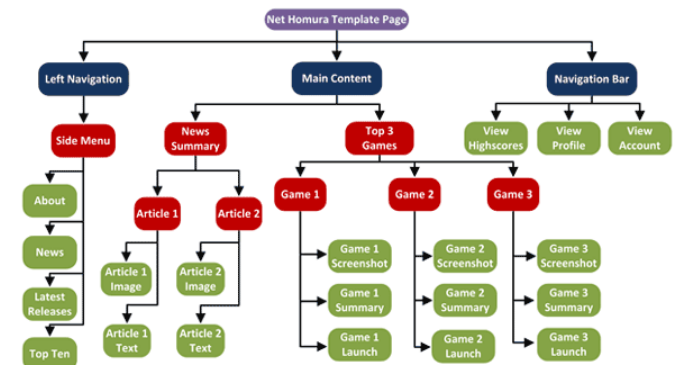 Net Homura Template Page
Left Navigation
Main Content
Navigation Bar
Side Menu
News
Summary
Top 3
Games
View
Highscores
View
Profile
View
Account
About
News
Latest
Releases
Top Ten
Article 1
Article 2
Article 1
Image
Article 2
Image
Article 1
Text
Article 2
Text
Game 1
Game 2
Game 3
Game 1
Screenshot
Game 2
Screenshot
Game 3
Screenshot
Game 1
Summary
Game 2
Summary
Game 3
Summary
Game 1
Launch
Game 2
Launch
Game 3
Launch